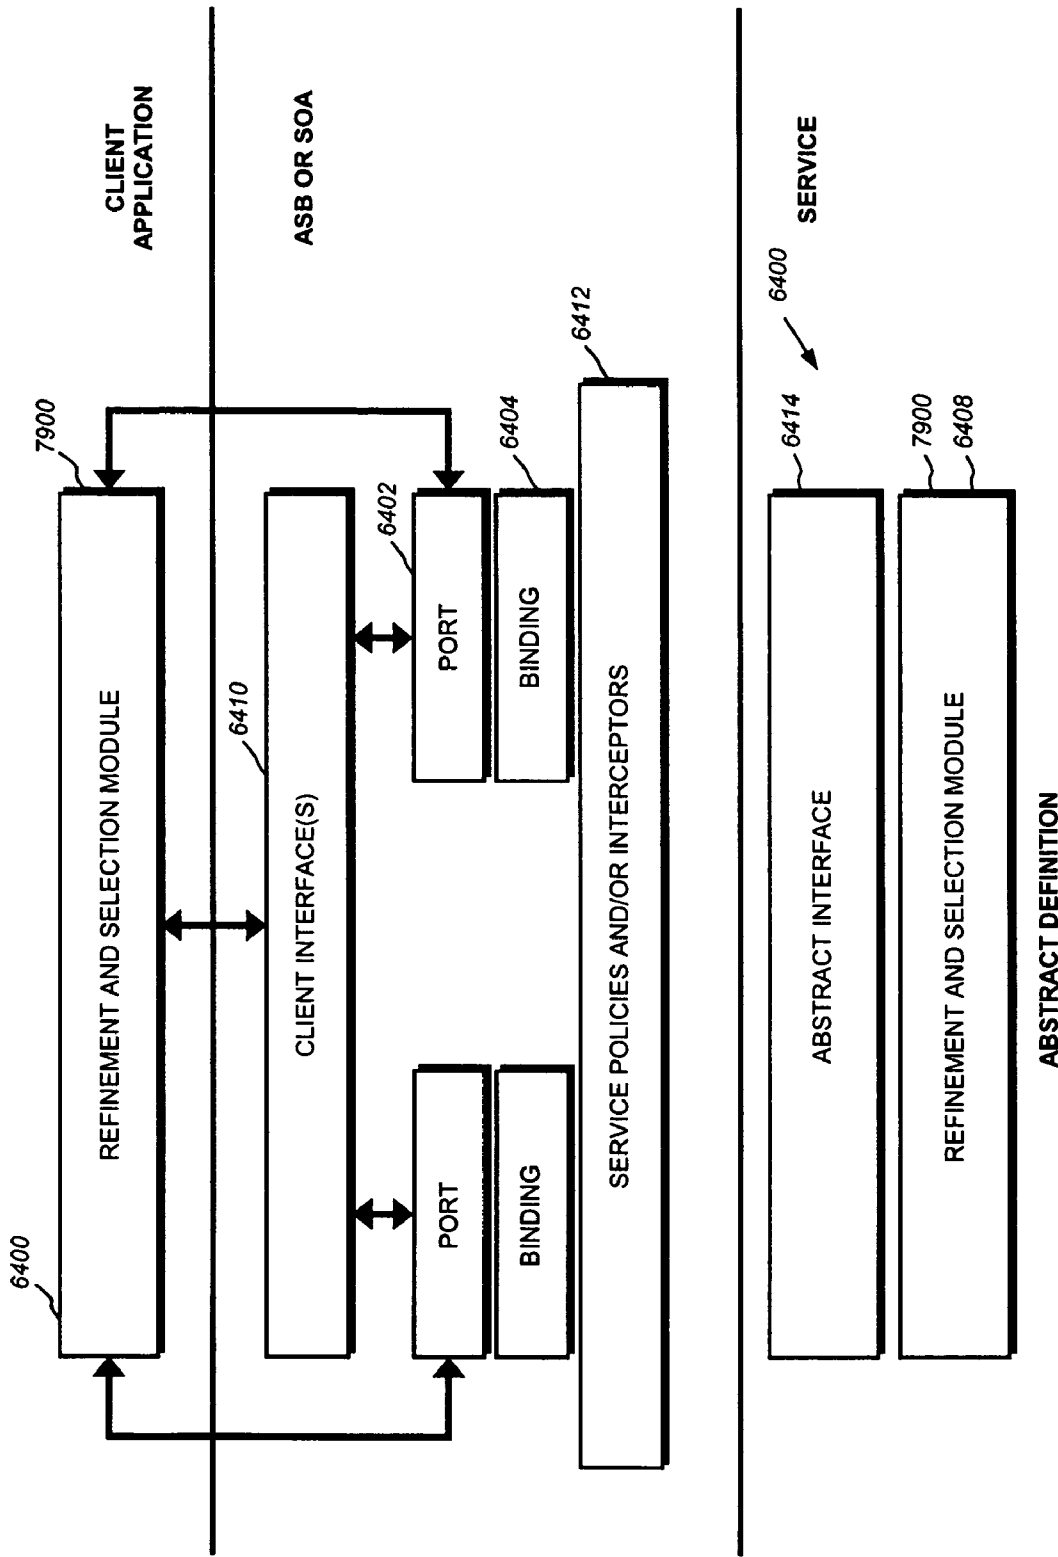 CLIENT
APPLICATION
7900
6400
REFINEMENT AND SELECTION MODULE
ASB OR SOA
6410
CLIENT INTERFACE(S)
6402
PORT
PORT
6404
BINDING
BINDING
6412
SERVICE POLICIES AND/OR INTERCEPTORS
SERVICE
6400
6414
ABSTRACT INTERFACE
7900
6408
REFINEMENT AND SELECTION MODULE
ABSTRACT DEFINITION